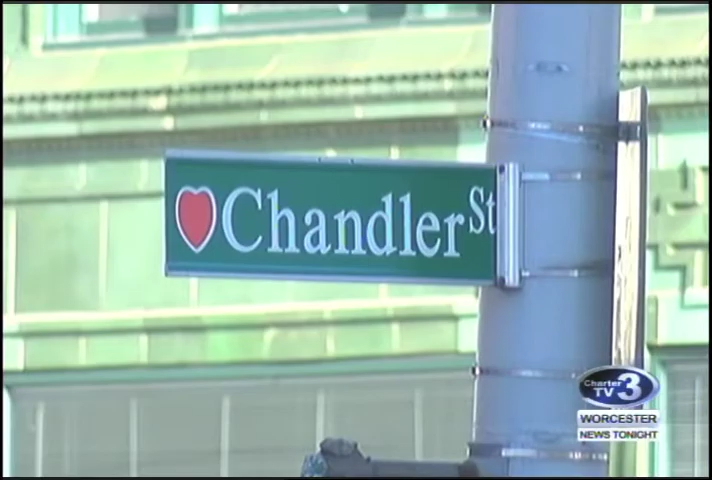 Chandler St
Charter
TV 3
WORCESTER
NEWS TONIGHT